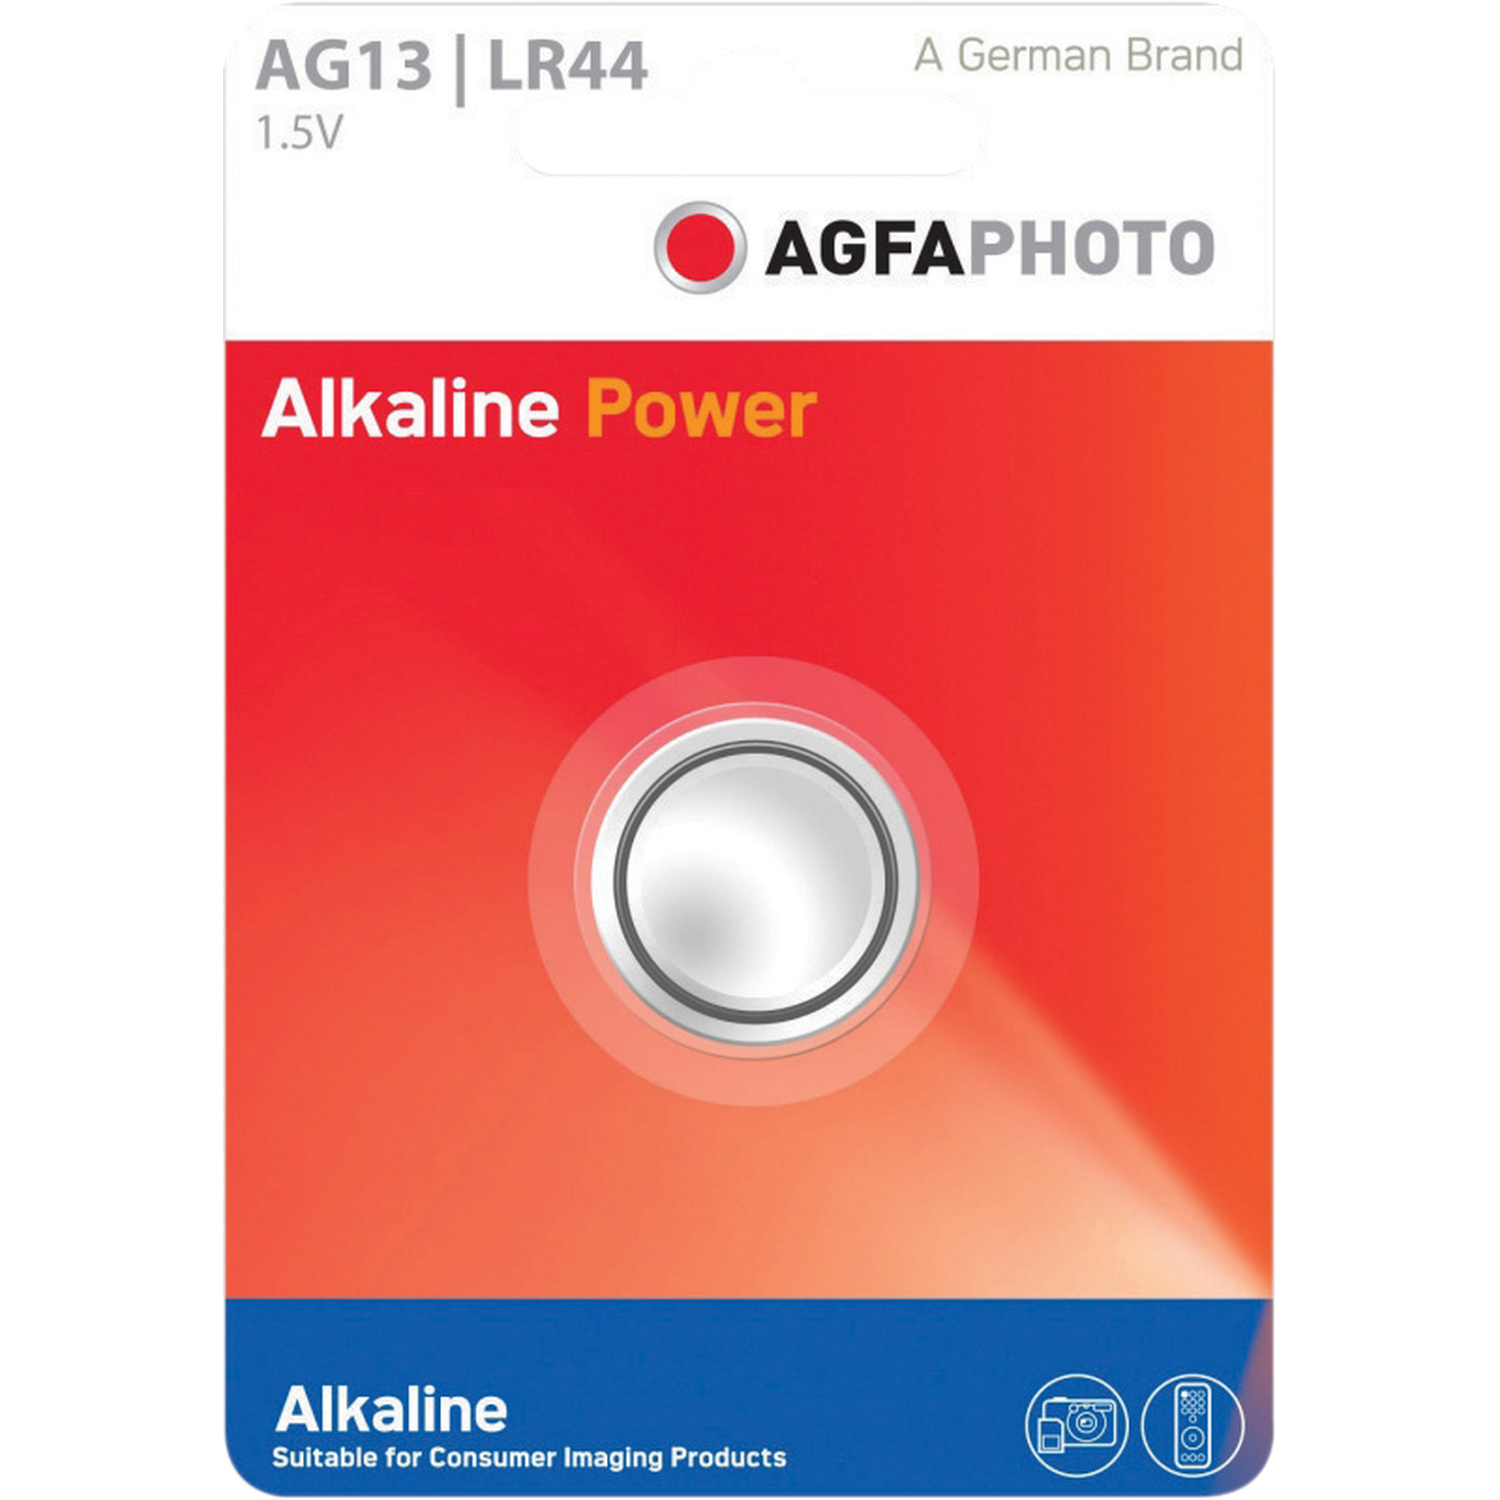 AG13 | LR44
A German Brand
1.5V
AGFAPHOTO
Alkaline Power
Alkaline
Suitable for Consumer Imaging Products